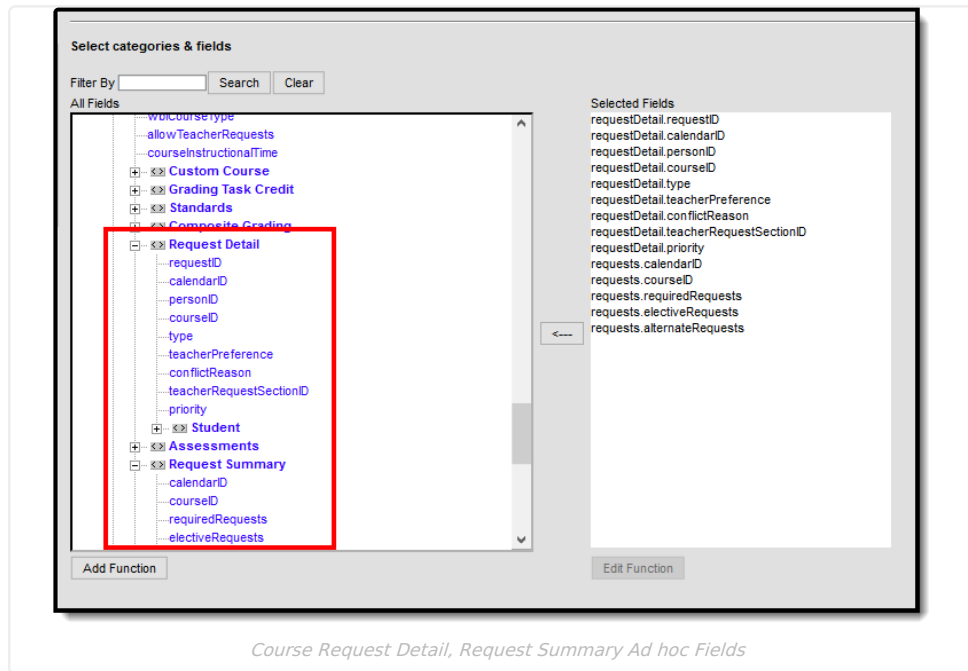 Select categories & fields
Filter By
Search
Clear
All Fields
wblCourseType
allowTeacherRequests
courseInstructionalTime
Custom Course
Grading Task Credit
Standards
Composite Grading
Request Detail
requestID
calendarID
personID
courseID
type
teacherPreference
conflictReason
teacherRequestSectionID
priority
Student
Assessments
Request Summary
calendarID
courseID
requiredRequests
electiveRequests
Add Function
<---
Selected Fields
requestDetail.requestID
requestDetail.calendarID
requestDetail.personID
requestDetail.courseID
requestDetail.type
requestDetail.teacherPreference
requestDetail.conflictReason
requestDetail.teacherRequestSectionID
requestDetail.priority
requests.calendarID
requests.courseID
requests.requiredRequests
requests.electiveRequests
requests.alternateRequests
Edit Function
Course Request Detail, Request Summary Ad hoc Fields